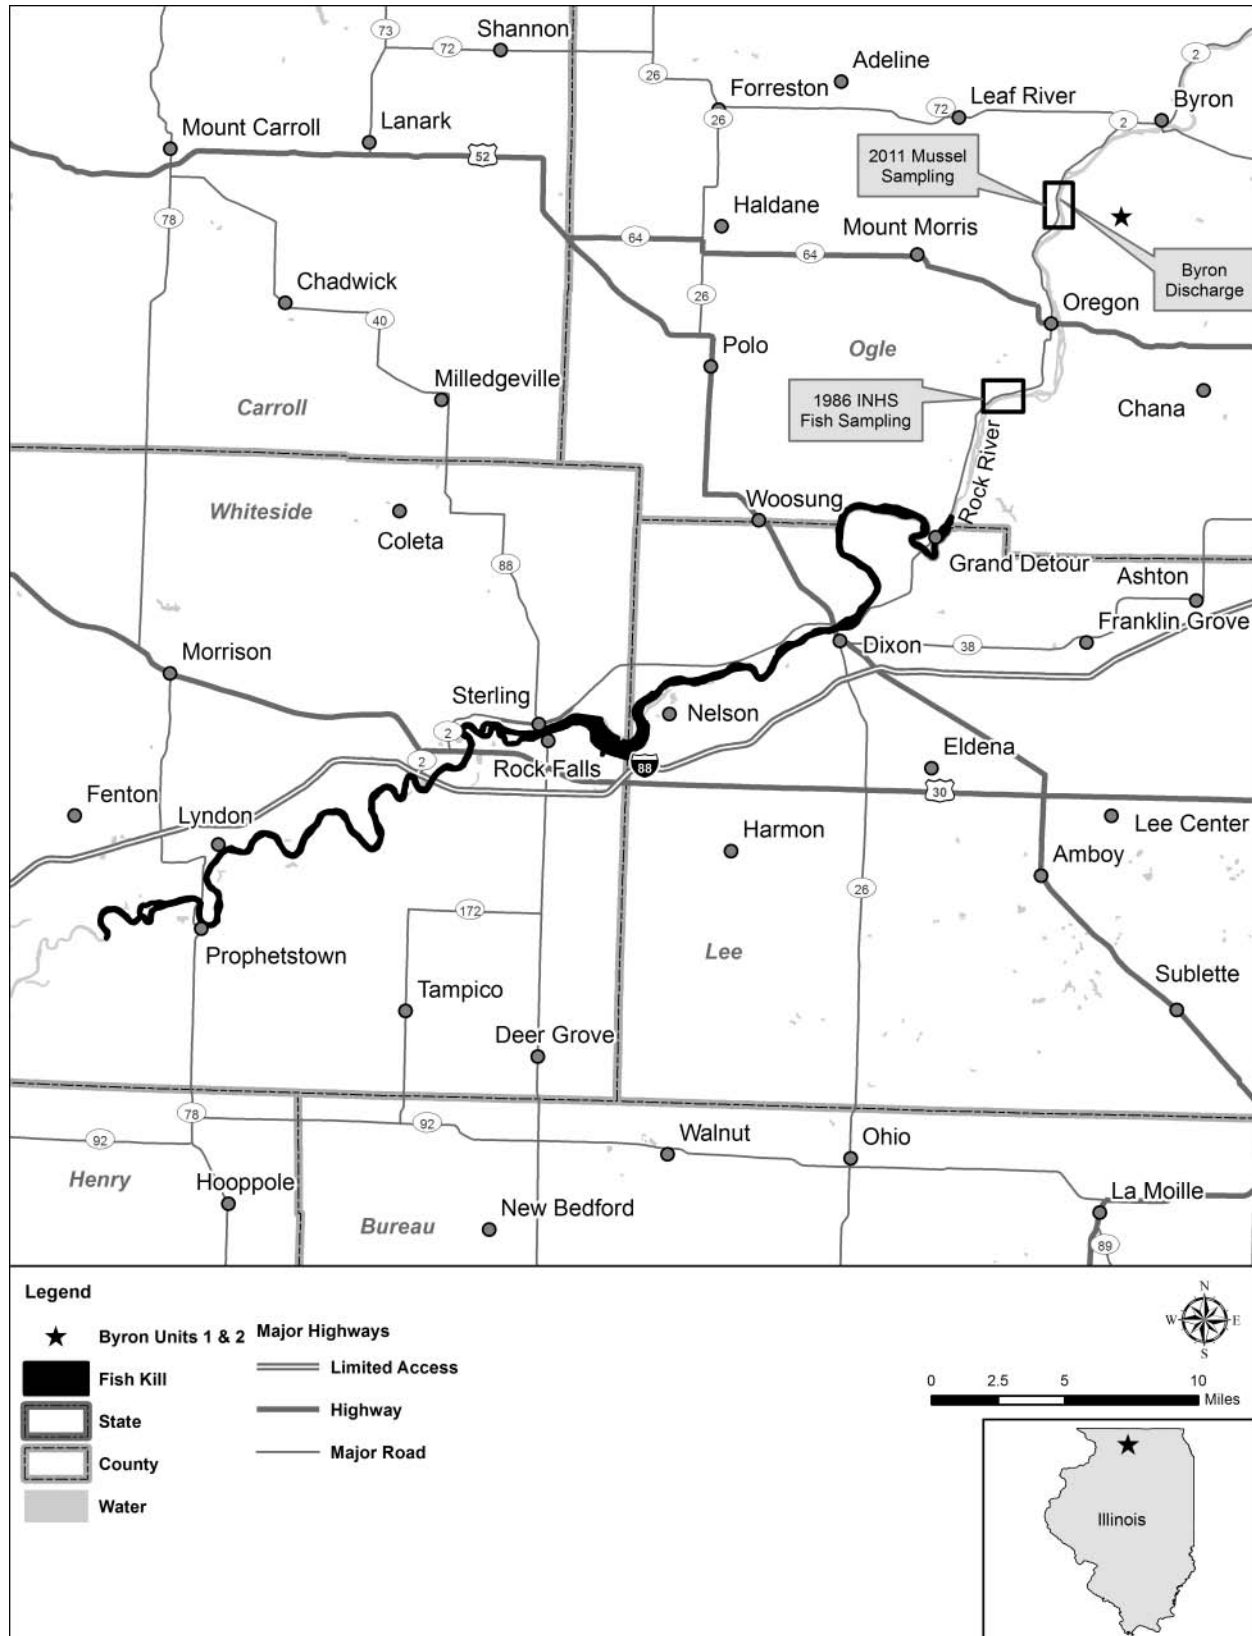 73
Shannon
72
2
26
Adeline
Forreston
72
Leaf River
Byron
Lanark
26
2
Mount Carroll
52
2011 Mussel
Sampling
78
Haldane
Mount Morris
64
64
Byron
Discharge
Chadwick
26
Oregon
40
Polo
Ogle
Milledgeville
1986 INHS
Fish Sampling
Chana
Carroll
Rock River
Woosung
Whiteside
Coleta
88
Grand Detour
Ashton
Franklin Grove
Morrison
Dixon
38
Sterling
Nelson
2
2
Rock Falls
88
Eldena
30
Fenton
Lyndon
Harmon
Lee Center
Amboy
26
172
Prophetstown
Lee
Sublette
Tampico
Deer Grove
78
92
92
Walnut
Ohio
Henry
Hooppole
La Moille
Bureau
New Bedford
89
Legend
Byron Units 1 & 2
Fish Kill
State
County
Water
Major Highways
Limited Access
Highway
Major Road
N
W
E
S
0
2.5
5
10
Miles
Illinois